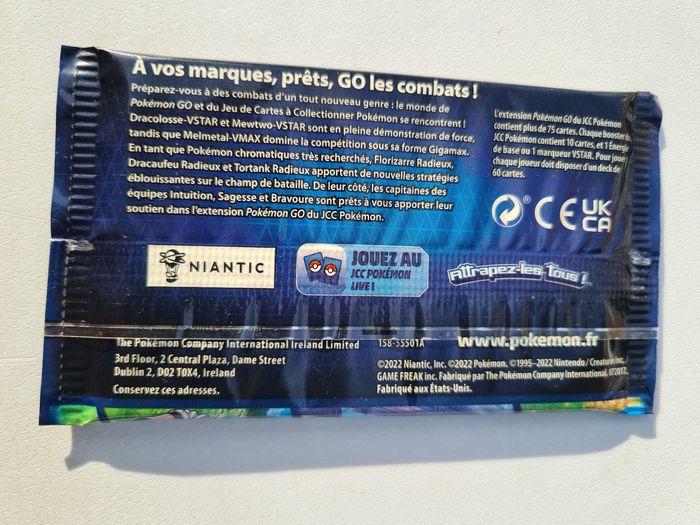 À vos marques, prêts, GO les combats !
Préparez-vous à des combats d'un tout nouveau genre : le monde de
Pokémon GO et du Jeu de Cartes à Collectionner Pokémon se rencontrent !
Dracolosse-VSTAR et Mewtwo-VSTAR sont en pleine démonstration de force,
tandis que Melmetal-VMAX domine la compétition sous sa forme Gigamax.
En tant que Pokémon chromatiques très recherchés, Florizarre Radieux,
Dracaufeu Radieux et Tortank Radieux apportent de nouvelles stratégies
éblouissantes sur le champ de bataille. De leur côté, les capitaines des
équipes Intuition, Sagesse et Bravoure sont prêts à vous apporter leur
soutien dans l'extension Pokémon GO du JCC Pokémon.
L'extension Pokémon GO du JCC Pokémon
contient plus de 75 cartes. Chaque booster du
JCC Pokémon contient 10 cartes, et 1 Énergie
de base ou 1 marqueur VSTAR. Pour jouer,
chaque joueur doit disposer d'un deck de
60 cartes.
CE UK
CA
NIANTIC
JOUEZ AU
JCC POKÉMON
LIVE !
Attrapez-les Tous !
The Pokémon Company International Ireland Limited
3rd Floor, 2 Central Plaza, Dame Street
Dublin 2, D02 T0X4, Ireland
Conservez ces adresses.
158-55501A
www.pokemon.fr
©2022 Niantic, Inc. ©2022 Pokémon. ©1995–2022 Nintendo/Creatures Inc./
GAME FREAK inc. Fabriqué par The Pokémon Company International, 072017.
Fabriqué aux États-Unis.